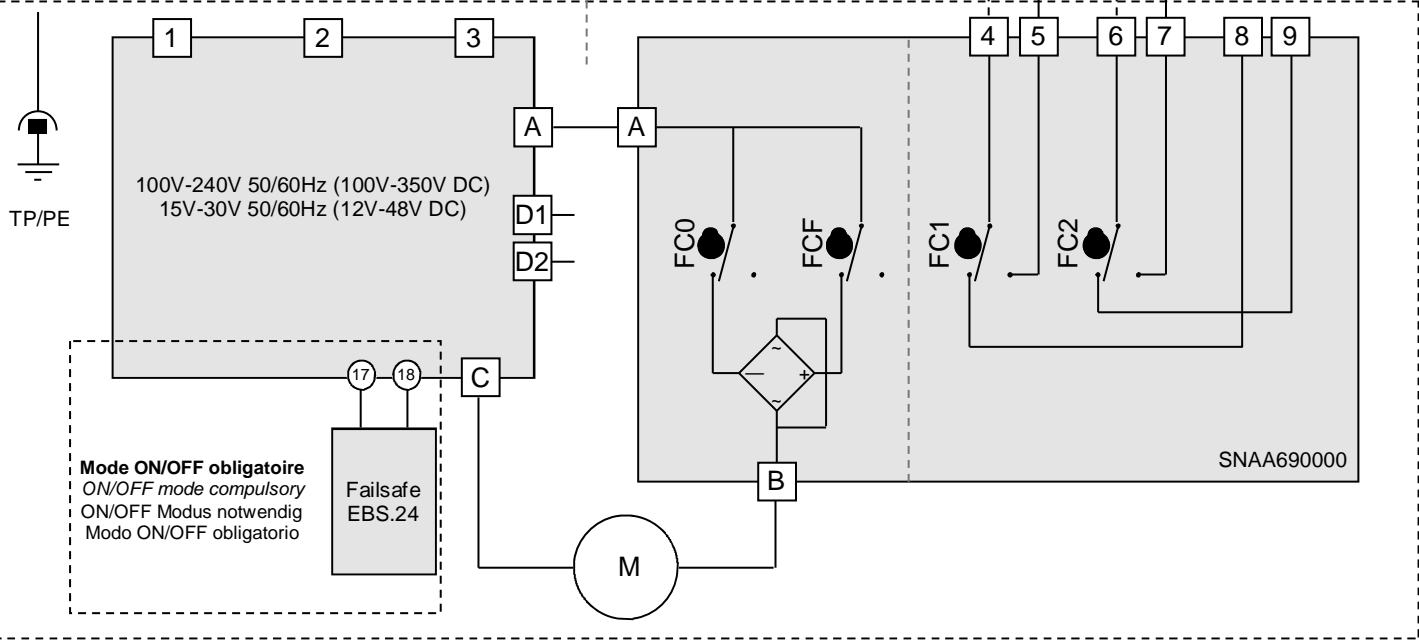 1
2
3
4
5
6
7
8
9
A
A
100V-240V 50/60Hz (100V-350V DC)
15V-30V 50/60Hz (12V-48V DC)
TP/PE
D1
D2
FC0
FCF
FC1
FC2
~
— +
~
17
18
C
Mode ON/OFF obligatoire
ON/OFF mode compulsory
ON/OFF Modus notwendig
Modo ON/OFF obligatorio
Failsafe
EBS.24
SNAA690000
B
M